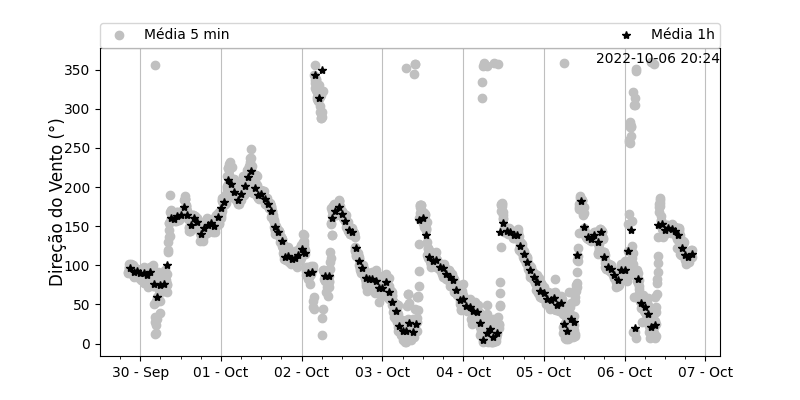 Média 5 min
Média 1h
2022-10-06 20:24
Direção do Vento (°)
350
300
250
200
150
100
50
0
30 - Sep
01 - Oct
02 - Oct
03 - Oct
04 - Oct
05 - Oct
06 - Oct
07 - Oct